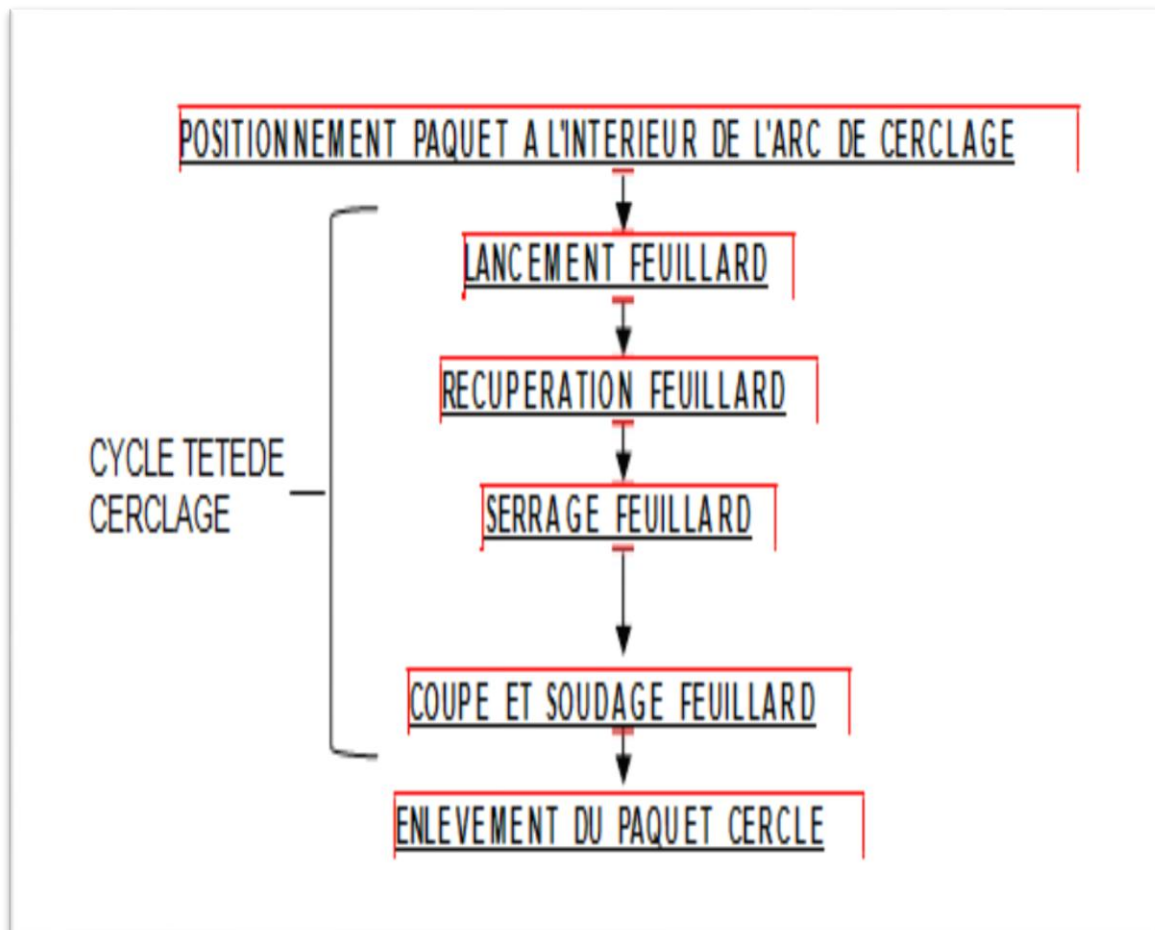 POSITIONNEMENT PAQUET A L'INTERIEUR DE L'ARC DE CERCLAGE
LANCEMENT FEUILLARD
RECUPERATION FEUILLARD
CYCLE TETEDE
CERCLAGE
SERRAGE FEUILLARD
COUPE ET SOUDAGE FEUILLARD
ENLEVEMENT DU PAQUET CERCLE